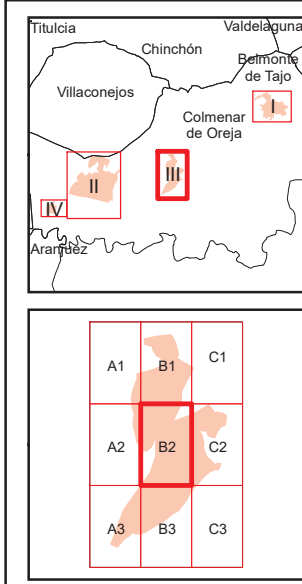 Titulcia
Valdelaguna
Chinchón
Belmonte
de Tajo
Villaconejos
I
Colmenar
de Oreja
II
III
IV
Aranjuez
A1
B1
C1
A2
B2
C2
A3
B3
C3